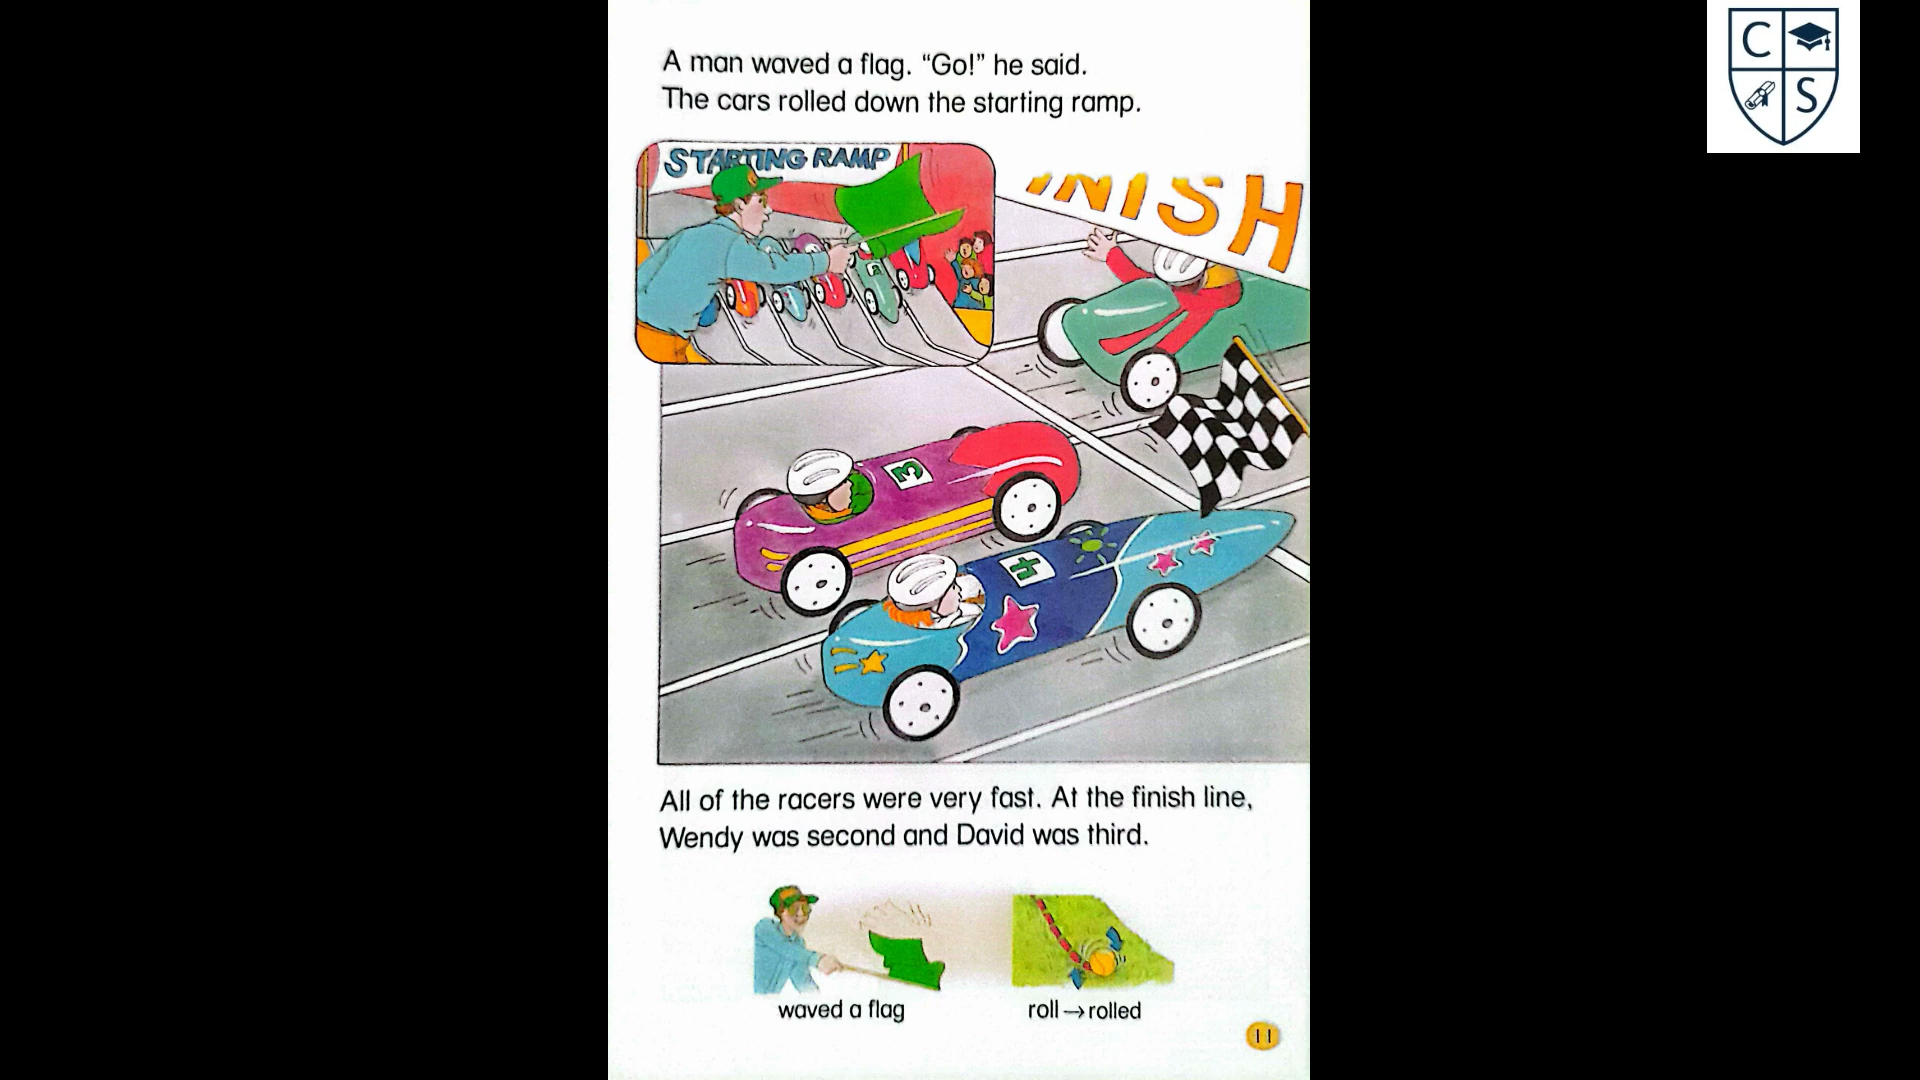 A man waved a flag. “Go!” he said.
The cars rolled down the starting ramp.
STARTING RAMP
INISH
3
4
All of the racers were very fast. At the finish line,
Wendy was second and David was third.
waved a flag
roll → rolled
11
C
S